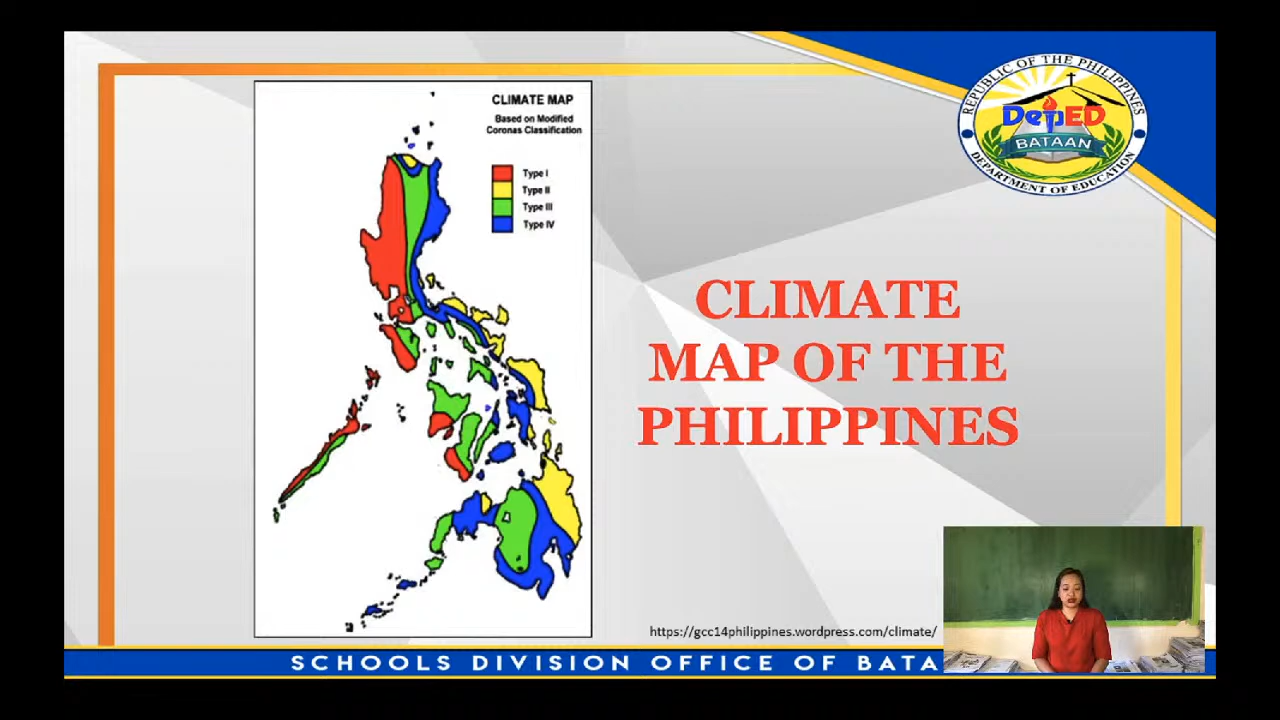 CLIMATE MAP
Based on Modified
Coronas Classification
Type I
Type II
Type III
Type IV
REPUBLIC OF THE PHILIPPINES
DepED
BATAAN
DEPARTMENT OF EDUCATION
CLIMATE
MAP OF THE
PHILIPPINES
https://gcc14philippines.wordpress.com/climate/
SCHOOLS DIVISION OFFICE OF BATA